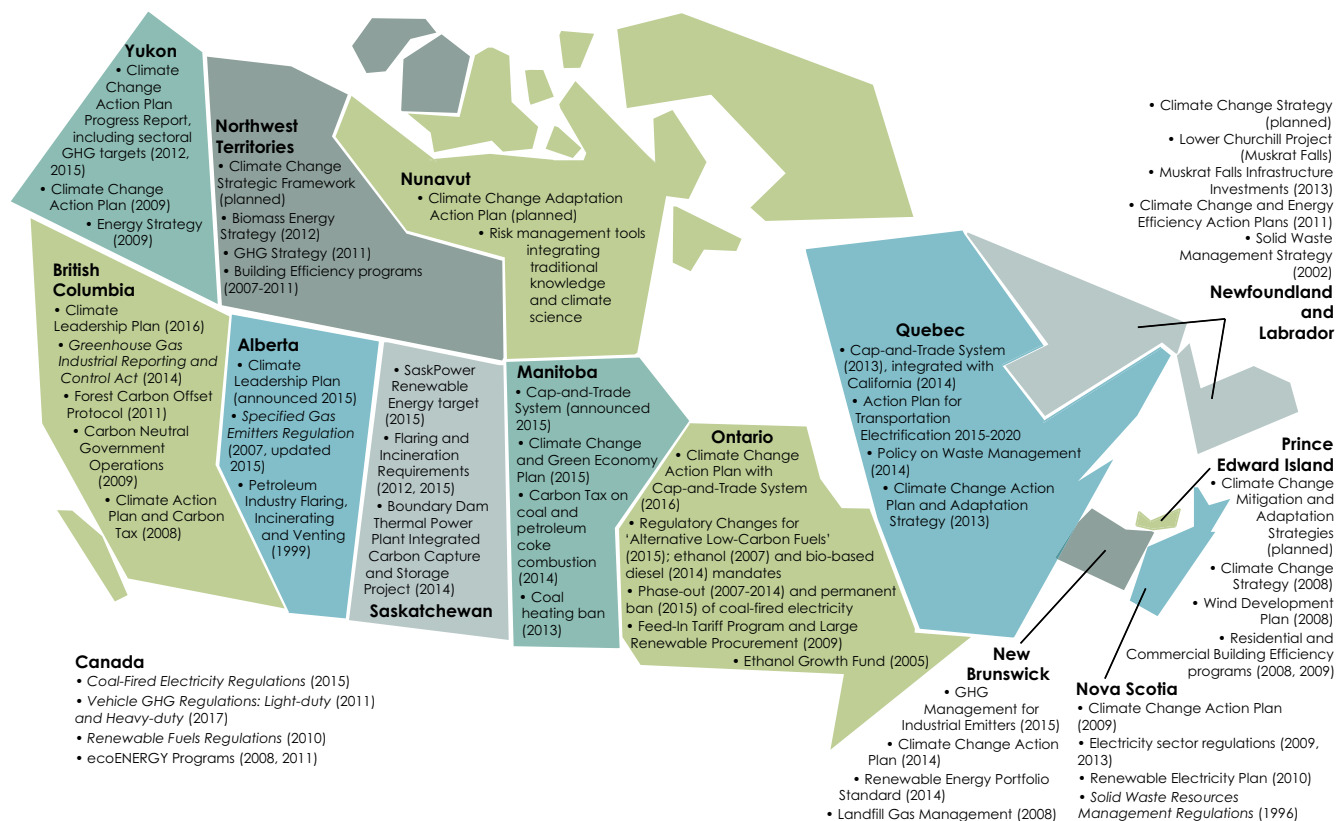 Yukon
• Climate
Change
Action Plan
Progress Report,
including sectoral
GHG targets (2012,
2015)
• Climate Change
Action Plan (2009)
• Energy Strategy
(2009)
Northwest
Territories
• Climate Change
Strategic Framework
(planned)
• Biomass Energy
Strategy (2012)
• GHG Strategy (2011)
• Building Efficiency programs
(2007-2011)
Nunavut
• Climate Change Adaptation
Action Plan (planned)
• Risk management tools
integrating
traditional
knowledge
and climate
science
British
Columbia
• Climate
Leadership Plan (2016)
• Greenhouse Gas
Industrial Reporting and
Control Act (2014)
• Forest Carbon Offset
Protocol (2011)
• Carbon Neutral
Government
Operations
(2009)
• Climate Action
Plan and Carbon
Tax (2008)
Alberta
• Climate
Leadership Plan
(announced 2015)
• Specified Gas
Emitters Regulation
(2007, updated
2015)
• Petroleum
Industry Flaring,
Incinerating
and Venting
(1999)
• SaskPower
Renewable
Energy target
(2015)
• Flaring and
Incineration
Requirements
(2012, 2015)
• Boundary Dam
Thermal Power
Plant Integrated
Carbon Capture
and Storage
Project (2014)
Saskatchewan
Manitoba
• Cap-and-Trade
System (announced
2015)
• Climate Change
and Green Economy
Plan (2015)
• Carbon Tax on
coal and
petroleum
coke
combustion
(2014)
• Coal
heating ban
(2013)
Ontario
• Climate Change
Action Plan with
Cap-and-Trade System
(2016)
• Regulatory Changes for
‘Alternative Low-Carbon Fuels’
(2015); ethanol (2007) and bio-based
diesel (2014) mandates
• Phase-out (2007-2014) and permanent
ban (2015) of coal-fired electricity
• Feed-In Tariff Program and Large
Renewable Procurement (2009)
• Ethanol Growth Fund (2005)
Quebec
• Cap-and-Trade System
(2013), integrated with
California (2014)
• Action Plan for
Transportation
Electrification 2015-2020
• Policy on Waste Management
(2014)
• Climate Change Action
Plan and Adaptation
Strategy (2013)
• Climate Change Strategy
(planned)
• Lower Churchill Project
(Muskrat Falls)
• Muskrat Falls Infrastructure
Investments (2013)
• Climate Change and Energy
Efficiency Action Plans (2011)
• Solid Waste
Management Strategy
(2002)
Newfoundland
and
Labrador
Prince
Edward Island
• Climate Change
Mitigation and
Adaptation
Strategies
(planned)
• Climate Change
Strategy (2008)
• Wind Development
Plan (2008)
• Residential and
Commercial Building Efficiency
programs (2008, 2009)
New
Brunswick
• GHG
Management for
Industrial Emitters (2015)
• Climate Change Action
Plan (2014)
• Renewable Energy Portfolio
Standard (2014)
• Landfill Gas Management (2008)
Nova Scotia
• Climate Change Action Plan
(2009)
• Electricity sector regulations (2009,
2013)
• Renewable Electricity Plan (2010)
• Solid Waste Resources
Management Regulations (1996)
Canada
• Coal-Fired Electricity Regulations (2015)
• Vehicle GHG Regulations: Light-duty (2011)
and Heavy-duty (2017)
• Renewable Fuels Regulations (2010)
• ecoENERGY Programs (2008, 2011)